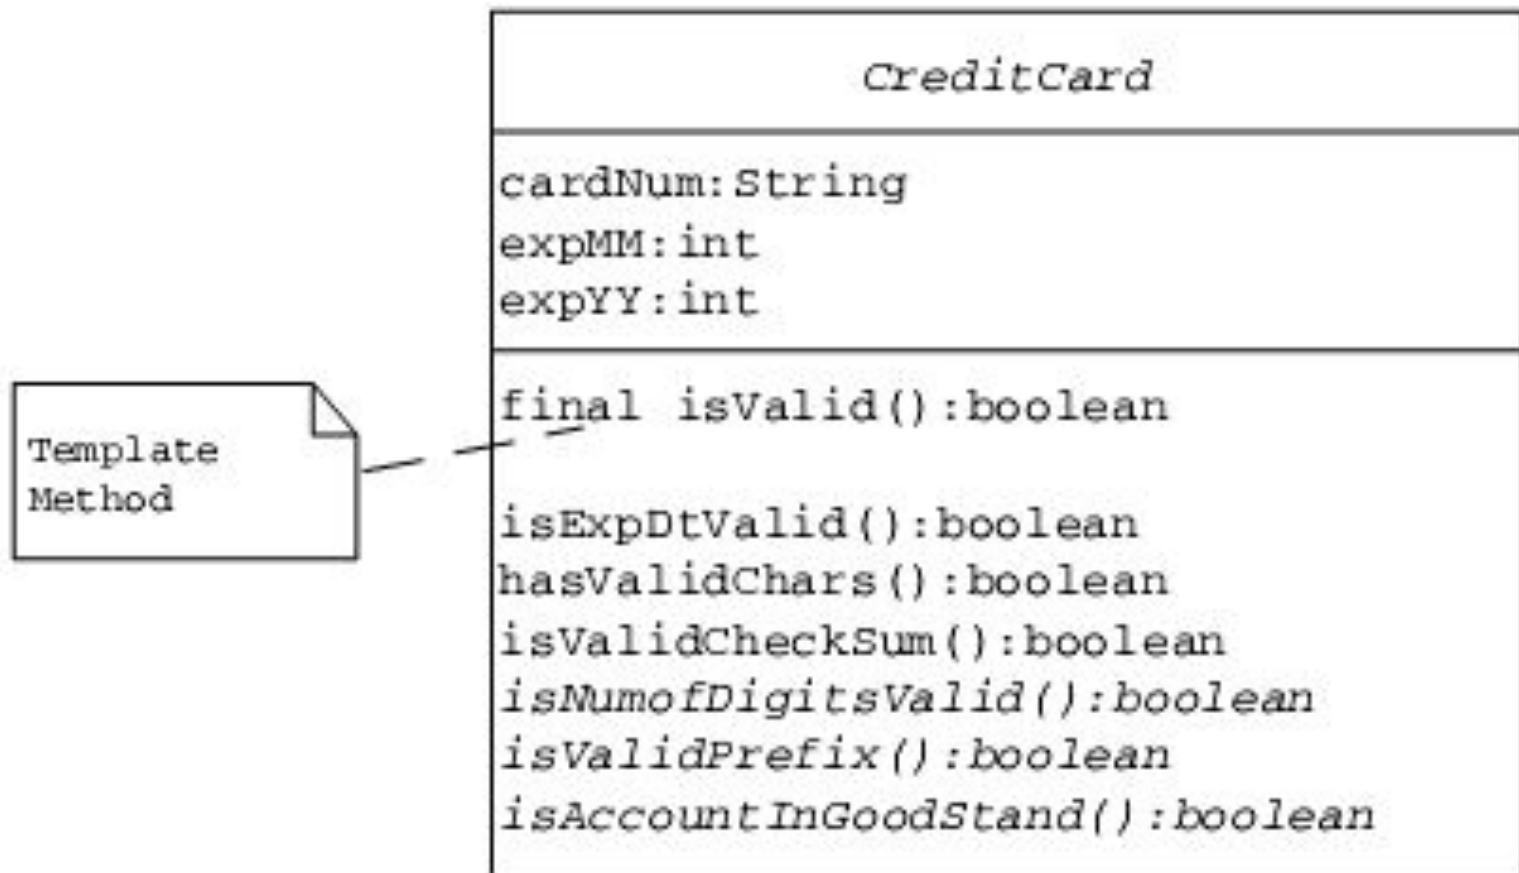 CreditCard
cardNum:String
expMM:int
expYY:int
final isValid():boolean
Template
Method
isExpDtValid():boolean
hasValidChars():boolean
isValidCheckSum():boolean
isNumofDigitsValid():boolean
isValidPrefix():boolean
isAccountInGoodStand():boolean